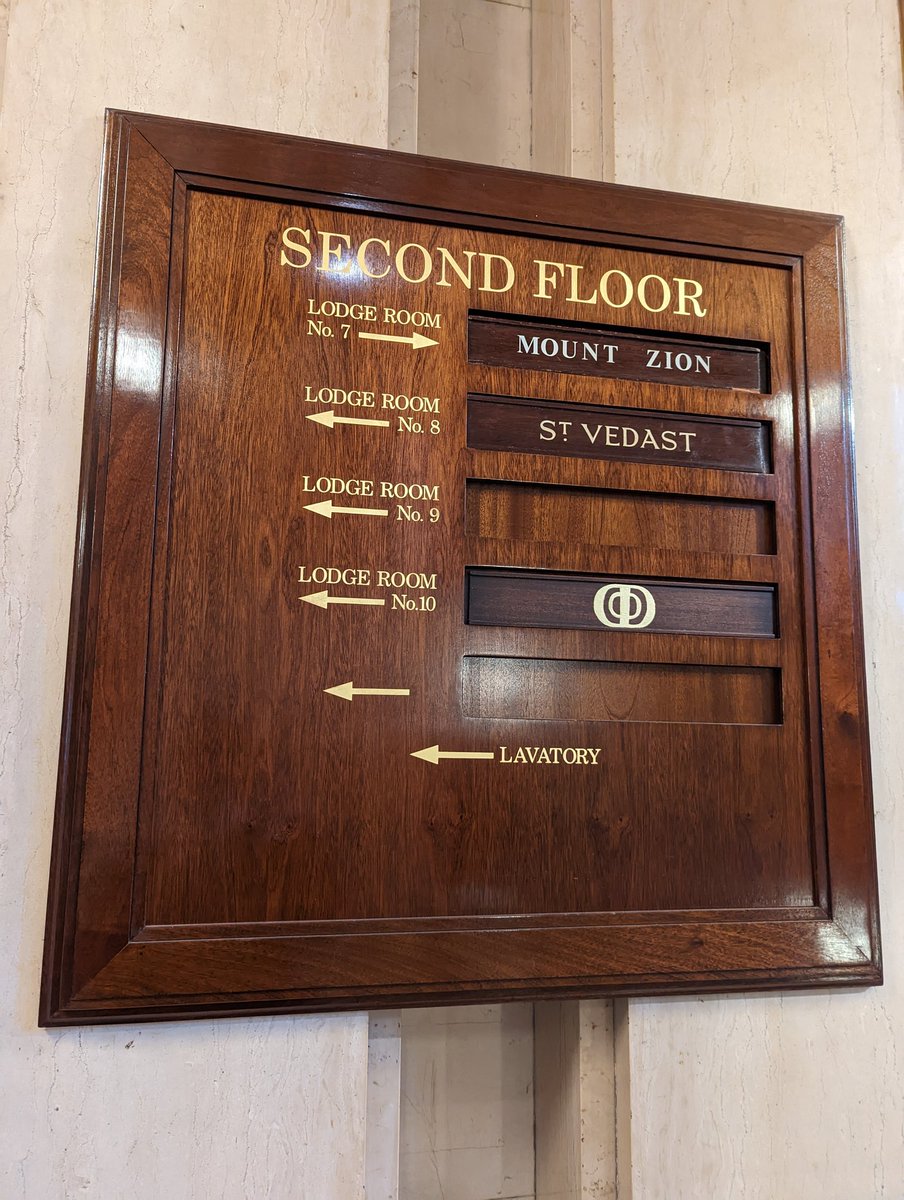 SECOND FLOOR
LODGE ROOM
No. 7
MOUNT ZION
LODGE ROOM
No. 8
ST VEDAST
LODGE ROOM
No. 9
LODGE ROOM
No.10
LAVATORY